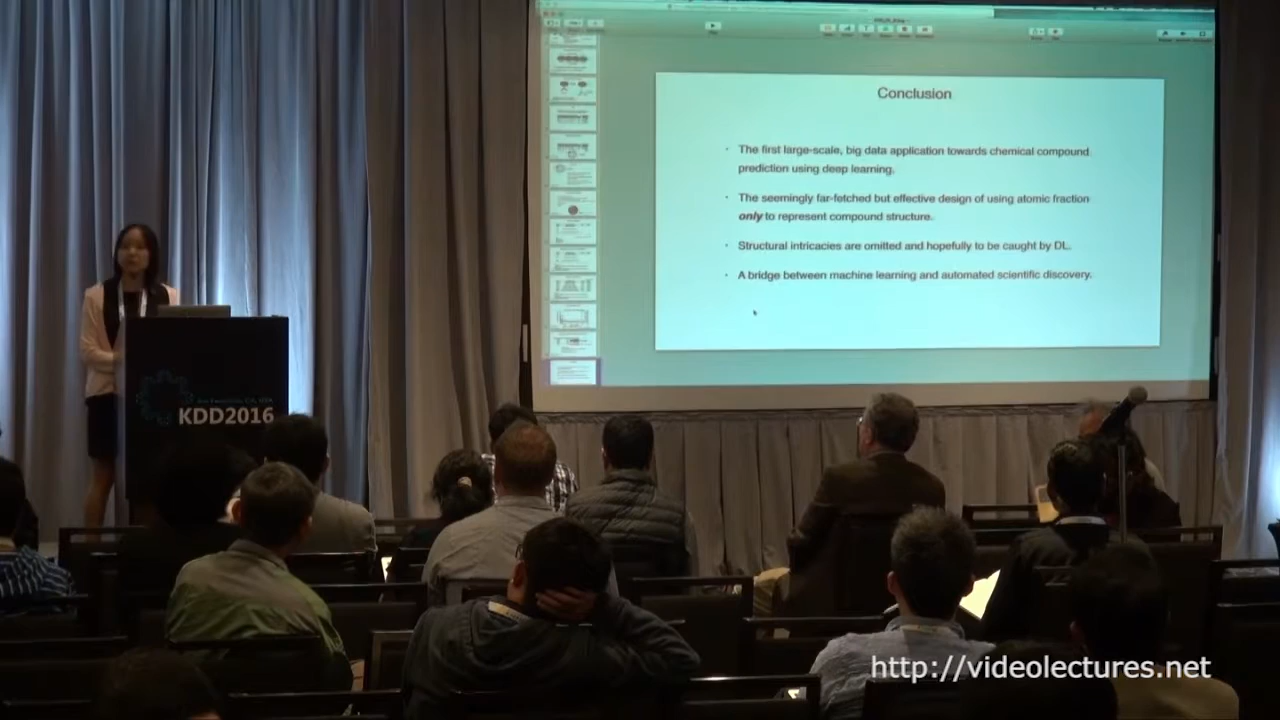 Conclusion
· The first large-scale, big data application towards chemical compound
prediction using deep learning.
· The seemingly far-fetched but effective design of using atomic fraction
only to represent compound structure.
· Structural intricacies are omitted and hopefully to be caught by DL.
· A bridge between machine learning and automated scientific discovery.
KDD2016
http://videolectures.net